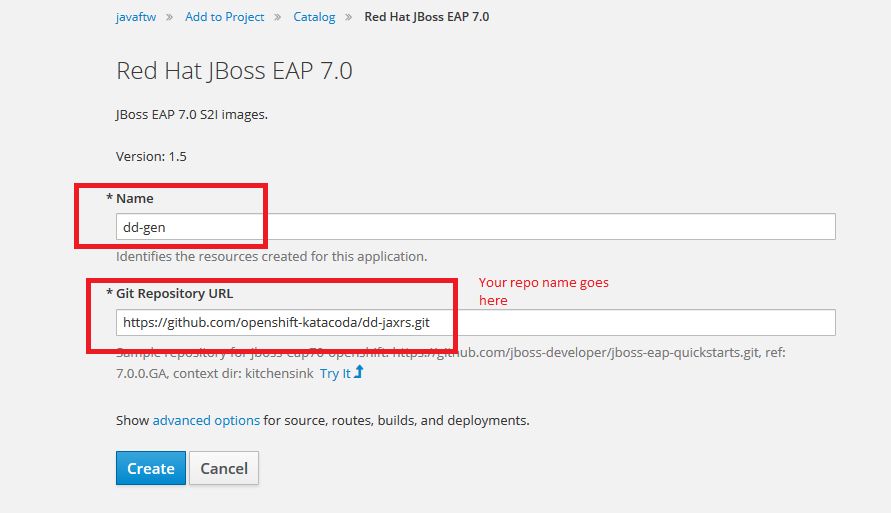 javaftw » Add to Project » Catalog » Red Hat JBoss EAP 7.0
Red Hat JBoss EAP 7.0
JBoss EAP 7.0 S2I images.
Version: 1.5
* Name
dd-gen
Identifies the resources created for this application.
* Git Repository URL
Your repo name goes
here
https://github.com/openshift-katacoda/dd-jaxrs.git
Sample repository for jboss-eap70-openshift: https://github.com/jboss-developer/jboss-eap-quickstarts.git, ref:
7.0.0.GA, context dir: kitchensink Try It
Show advanced options for source, routes, builds, and deployments.
Create Cancel